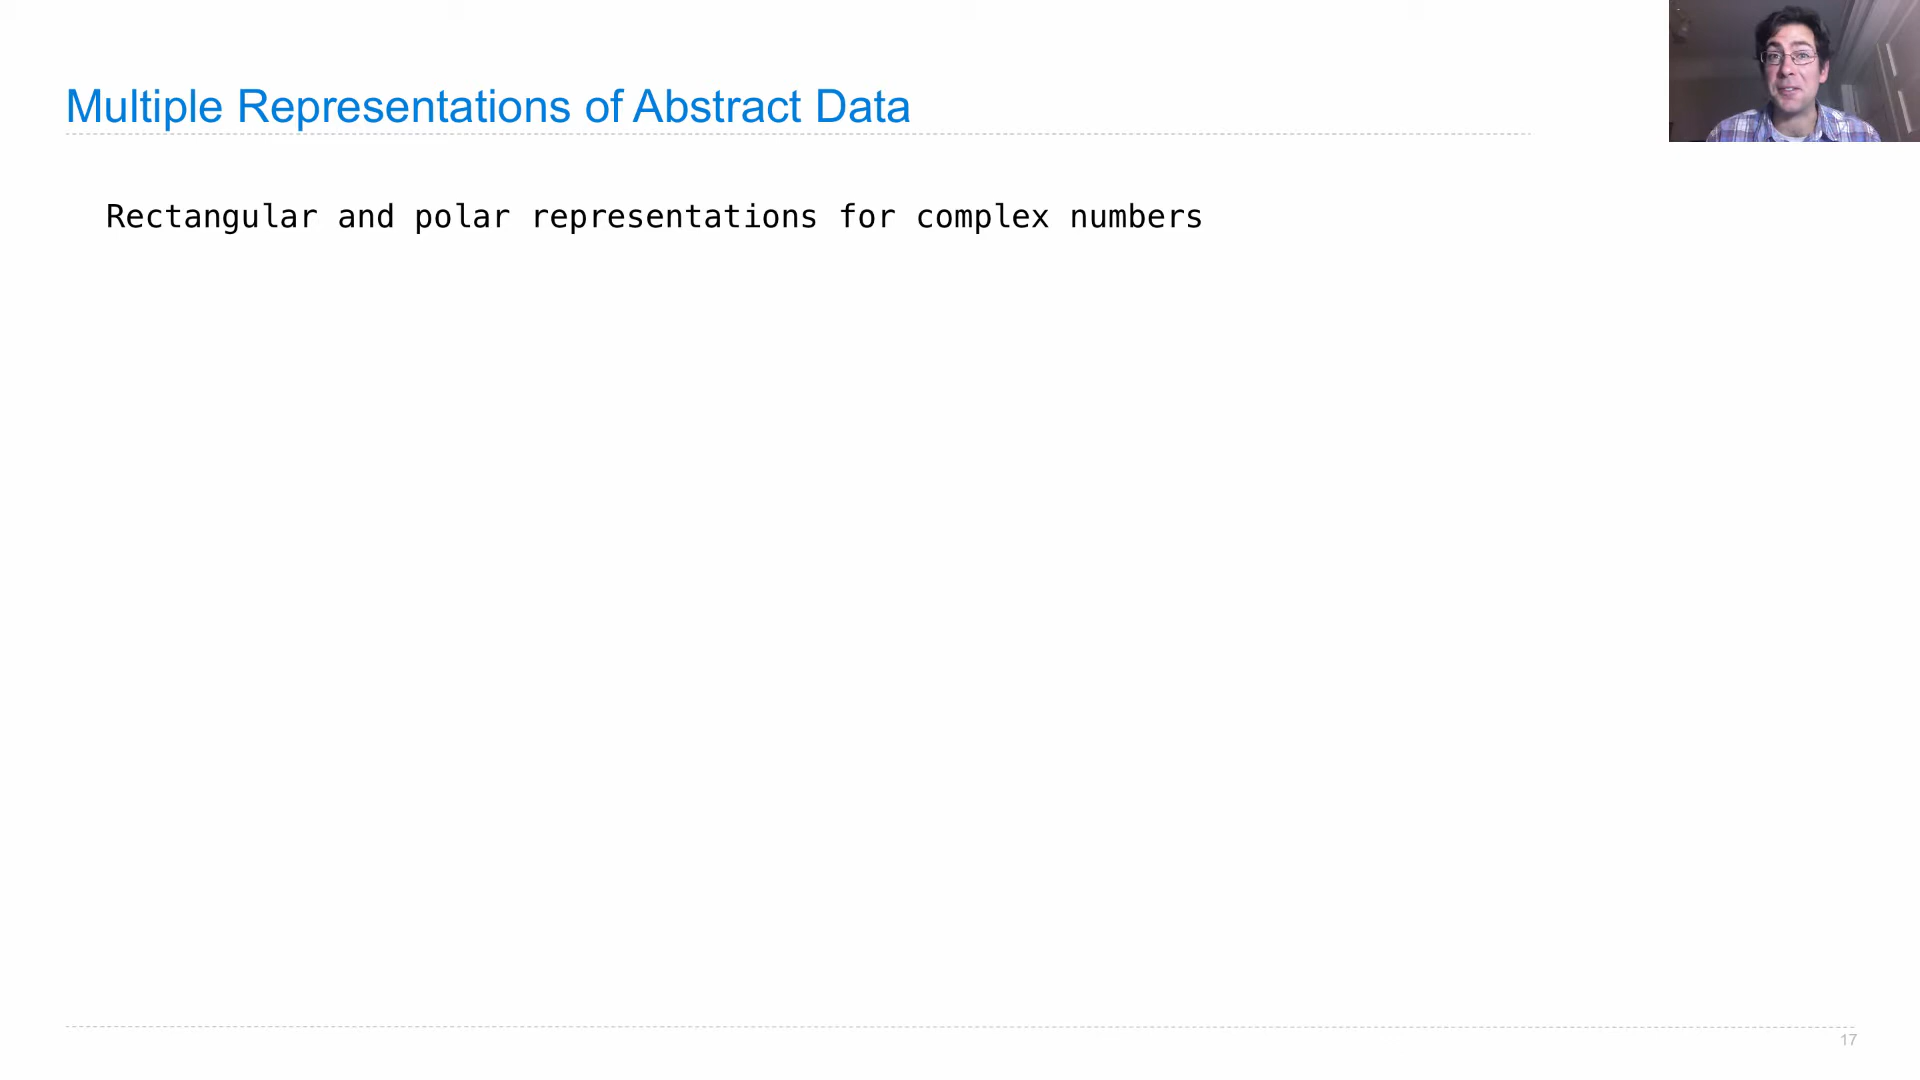 Multiple Representations of Abstract Data
Rectangular and polar representations for complex numbers
17